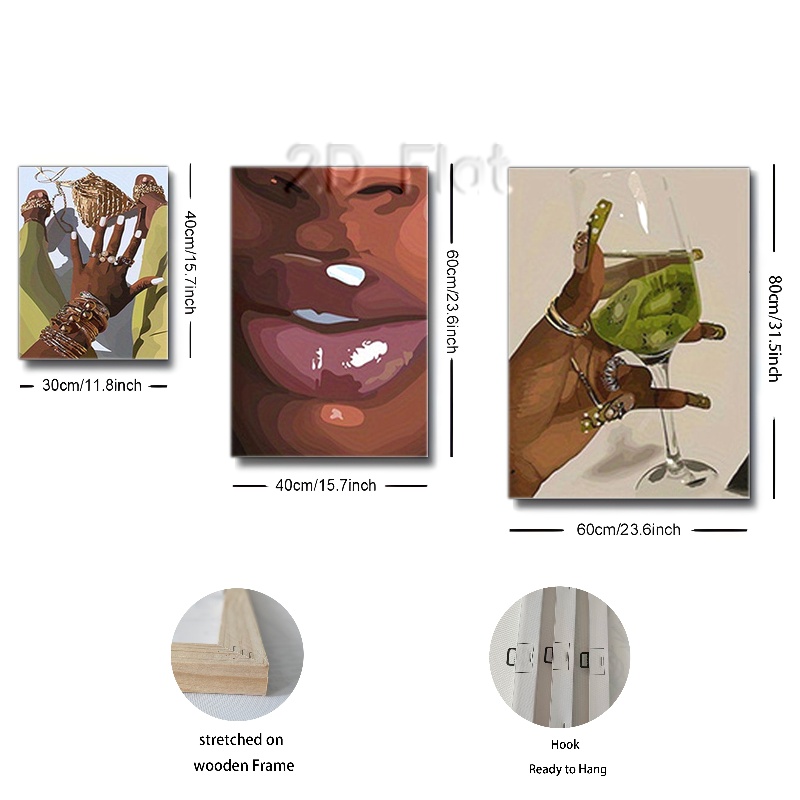 2D Flat
40cm/15.7inch
30cm/11.8inch
60cm/23.6inch
40cm/15.7inch
80cm/31.5inch
60cm/23.6inch
stretched on
wooden Frame
Hook
Ready to Hang